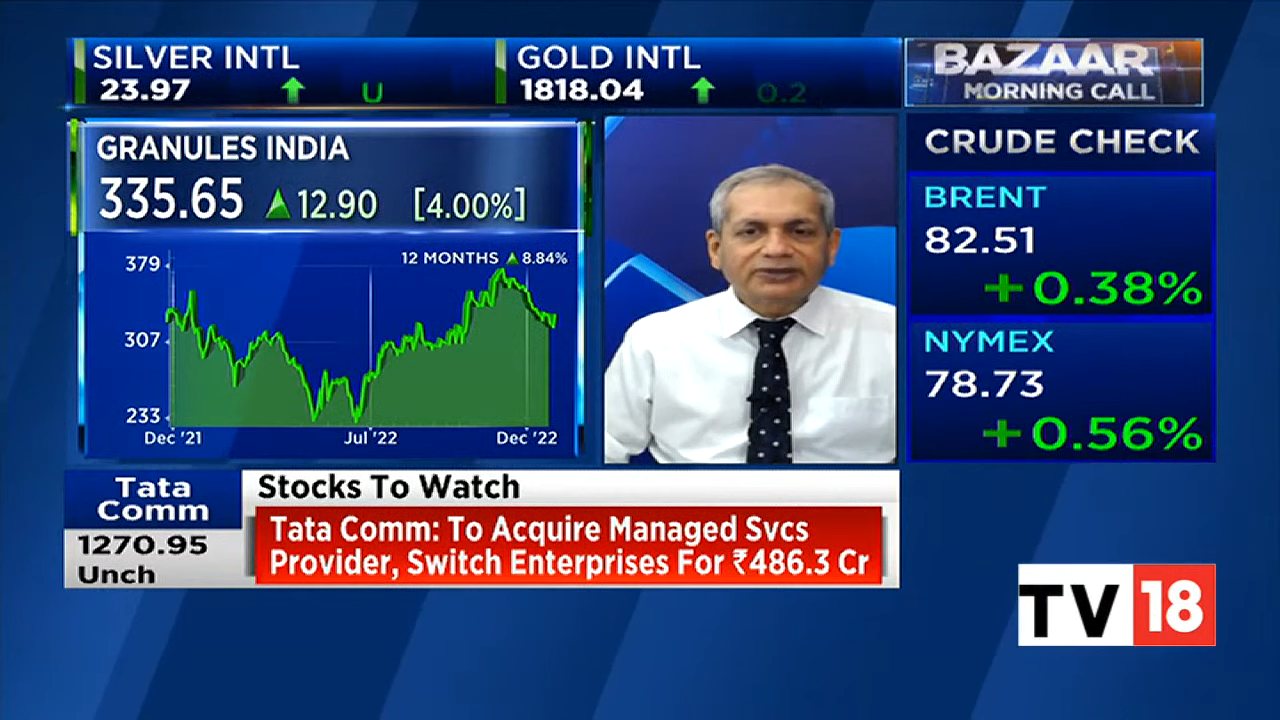 SILVER INTL
23.97
GOLD INTL
1818.04 0.2
BAZAAR
MORNING CALL
GRANULES INDIA
335.65 12.90 [4.00%]
12 MONTHS 8.84%
379
307
233
Dec '21 Jul '22 Dec '22
CRUDE CHECK
BRENT
82.51
+0.38%
NYMEX
78.73
+0.56%
Tata
Comm
1270.95
Unch
Stocks To Watch
Tata Comm: To Acquire Managed Svcs
Provider, Switch Enterprises For ₹486.3 Cr
TV18